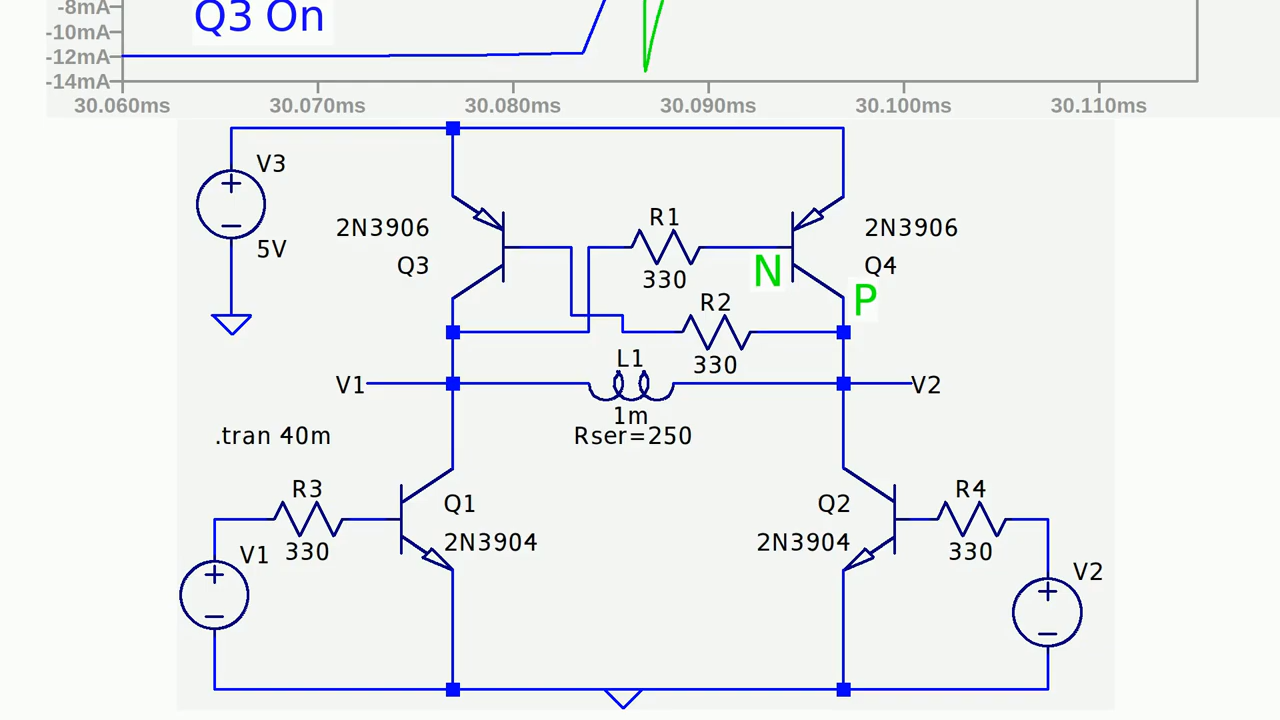 -8mA
Q3 On
-10mA
-12mA
-14mA
30.060ms 30.070ms 30.080ms 30.090ms 30.100ms 30.110ms
V3
5V
2N3906
Q3
R1
330
N
2N3906
Q4
P
R2
330
L1
1m
Rser=250
V1
V2
.tran 40m
R3
330
Q1
2N3904
V1
Q2
2N3904
R4
330
V2